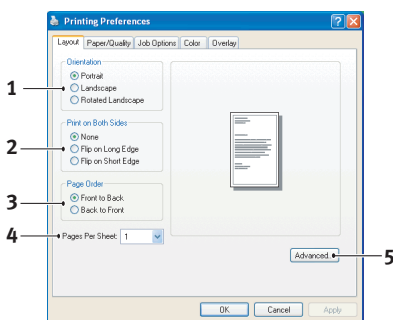 Printing Preferences
Layout Paper/Quality Job Options Color Overlay
Orientation
1
Portrait
Landscape
Rotated Landscape
Print on Both Sides
2
None
Flip on Long Edge
Flip on Short Edge
Page Order
3
Front to Back
Back to Front
4 Pages Per Sheet: 1
Advanced... 5
OK Cancel Apply